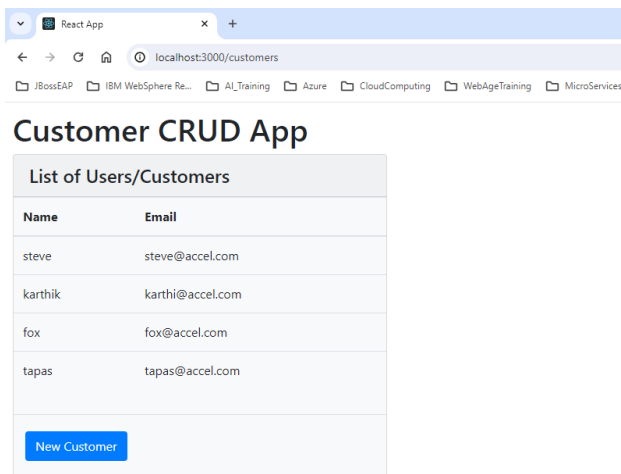 React App
localhost:3000/customers
JBossEAP IBM WebSphere Re... AI_Training Azure CloudComputing WebAgeTraining MicroServices
Customer CRUD App
List of Users/Customers
Name Email
steve steve@accel.com
karthik karthi@accel.com
fox fox@accel.com
tapas tapas@accel.com
New Customer